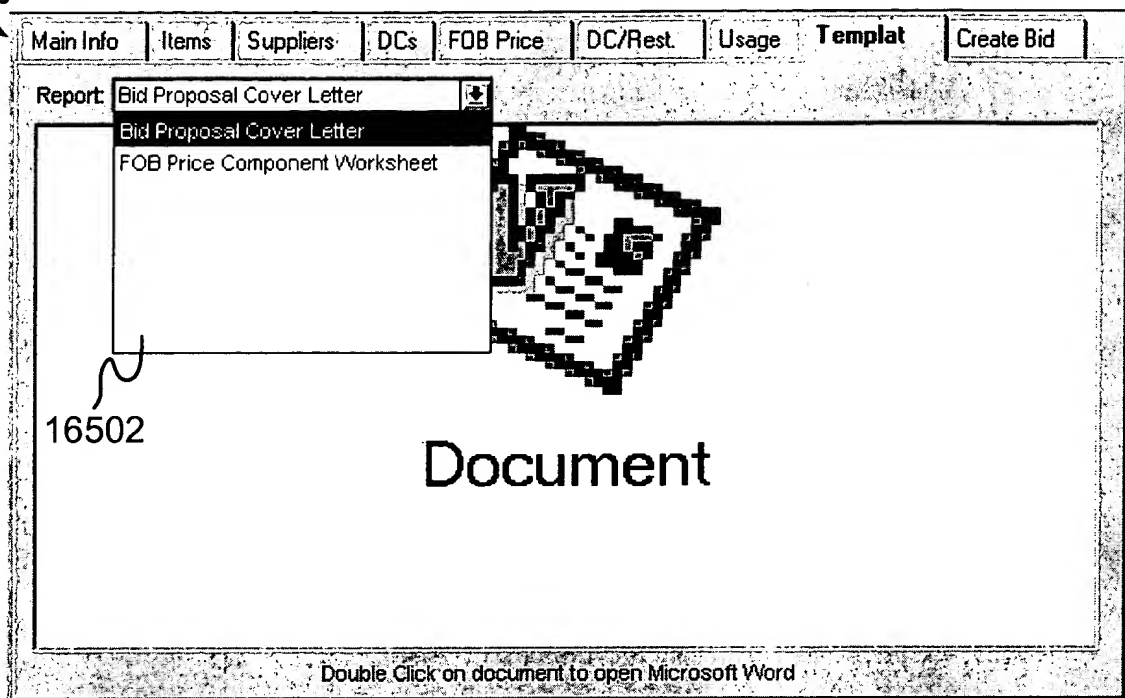 Main Info Items Suppliers DCs FOB Price DC/Rest. Usage Templat Create Bid
Report: Bid Proposal Cover Letter
Bid Proposal Cover Letter
FOB Price Component Worksheet
16502
Document
Double Click on document to open Microsoft Word